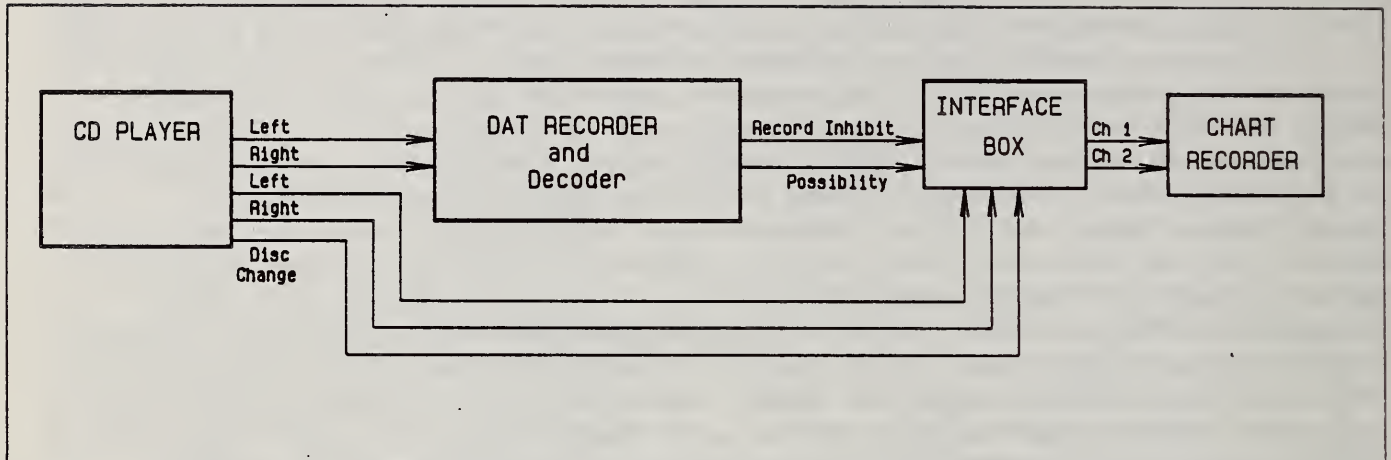 CD PLAYER
Left
Right
Left
Right
Disc
Change
DAT RECORDER
and
Decoder
Record Inhibit
Possiblity
INTERFACE
BOX
Ch 1
Ch 2
CHART
RECORDER